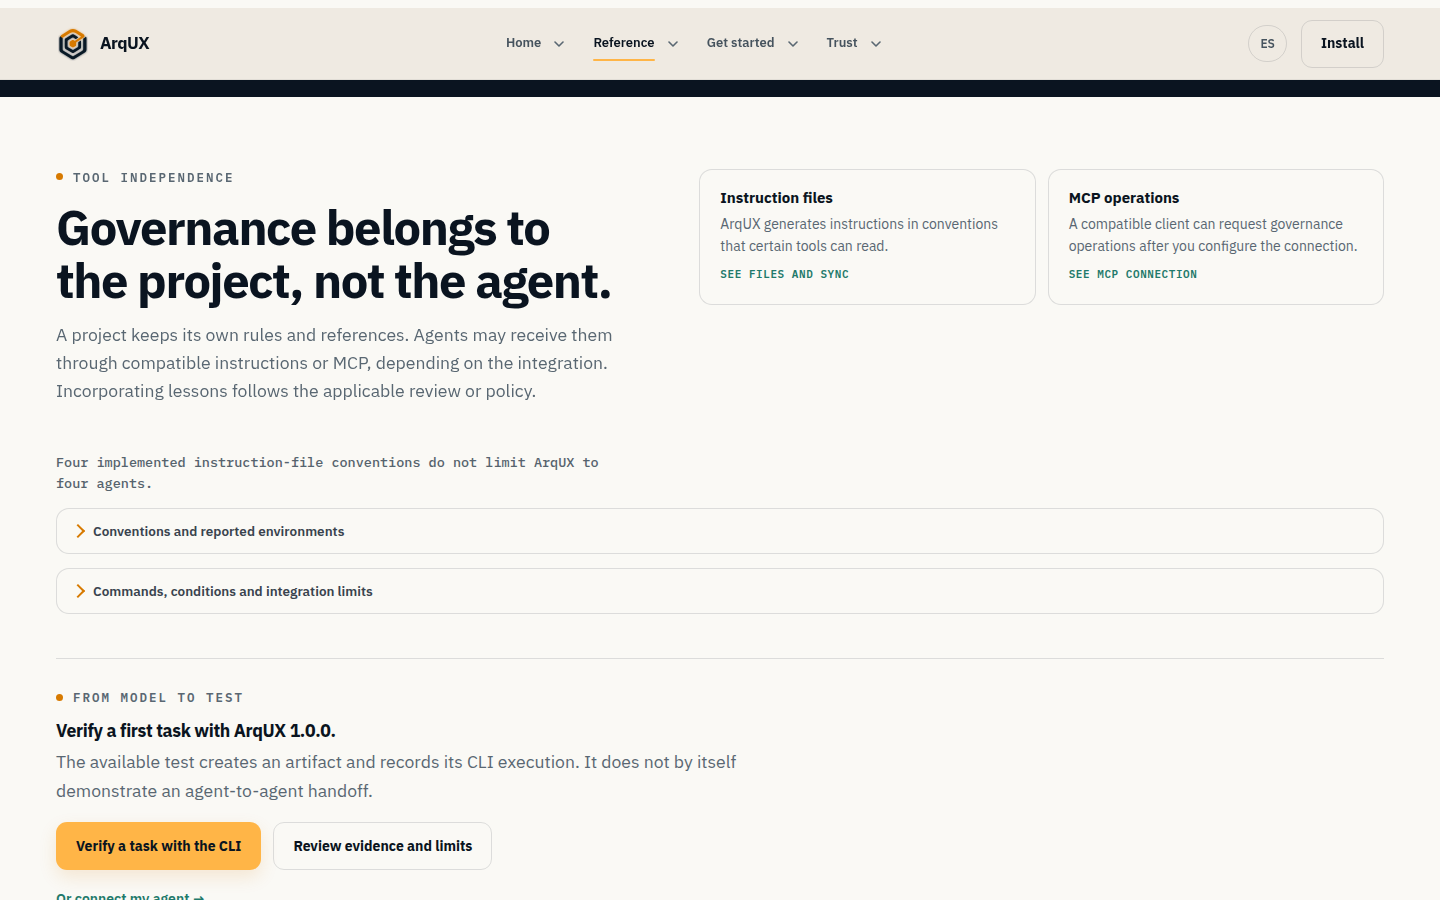 ArqUX
Home
Reference
Get started
Trust
ES
Install
TOOL INDEPENDENCE
Governance belongs to
the project, not the agent.
A project keeps its own rules and references. Agents may receive them
through compatible instructions or MCP, depending on the integration.
Incorporating lessons follows the applicable review or policy.
Instruction files
ArqUX generates instructions in conventions
that certain tools can read.
SEE FILES AND SYNC
MCP operations
A compatible client can request governance
operations after you configure the connection.
SEE MCP CONNECTION
Four implemented instruction-file conventions do not limit ArqUX to
four agents.
Conventions and reported environments
Commands, conditions and integration limits
FROM MODEL TO TEST
Verify a first task with ArqUX 1.0.0.
The available test creates an artifact and records its CLI execution. It does not by itself
demonstrate an agent-to-agent handoff.
Verify a task with the CLI
Review evidence and limits
Or connect my agent →